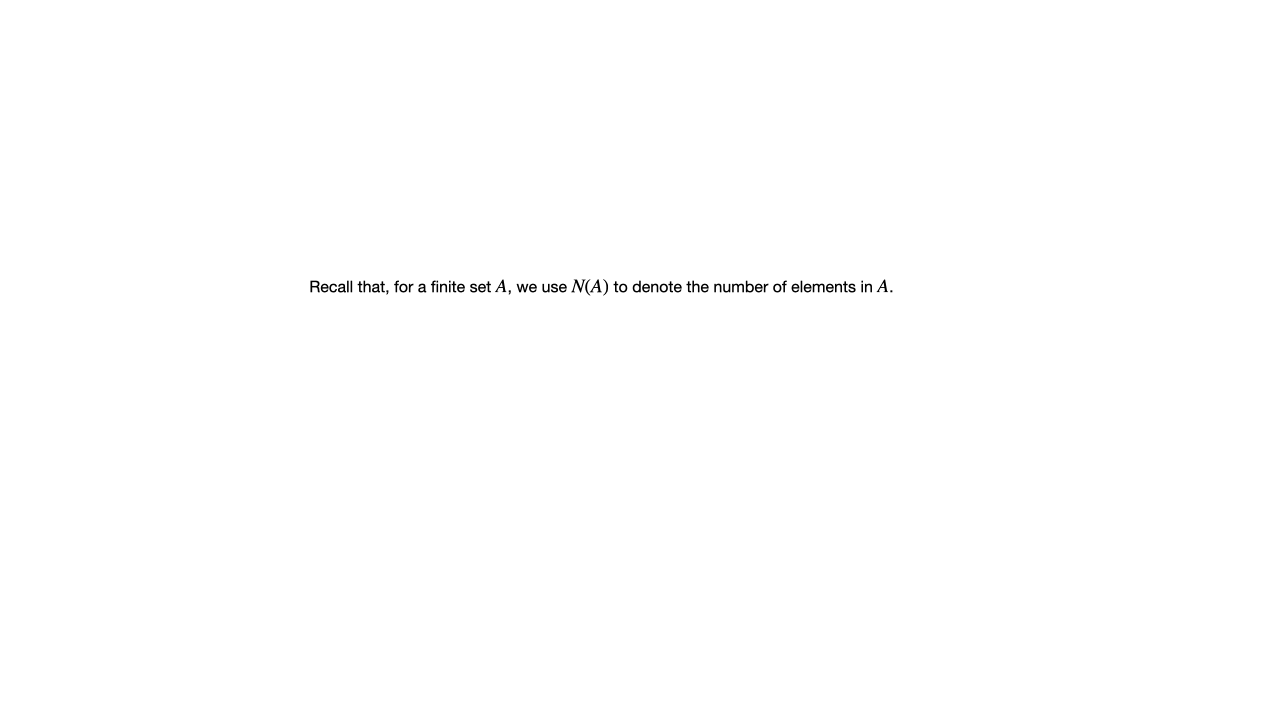 Recall that, for a finite set A, we use N(A) to denote the number of elements in A.